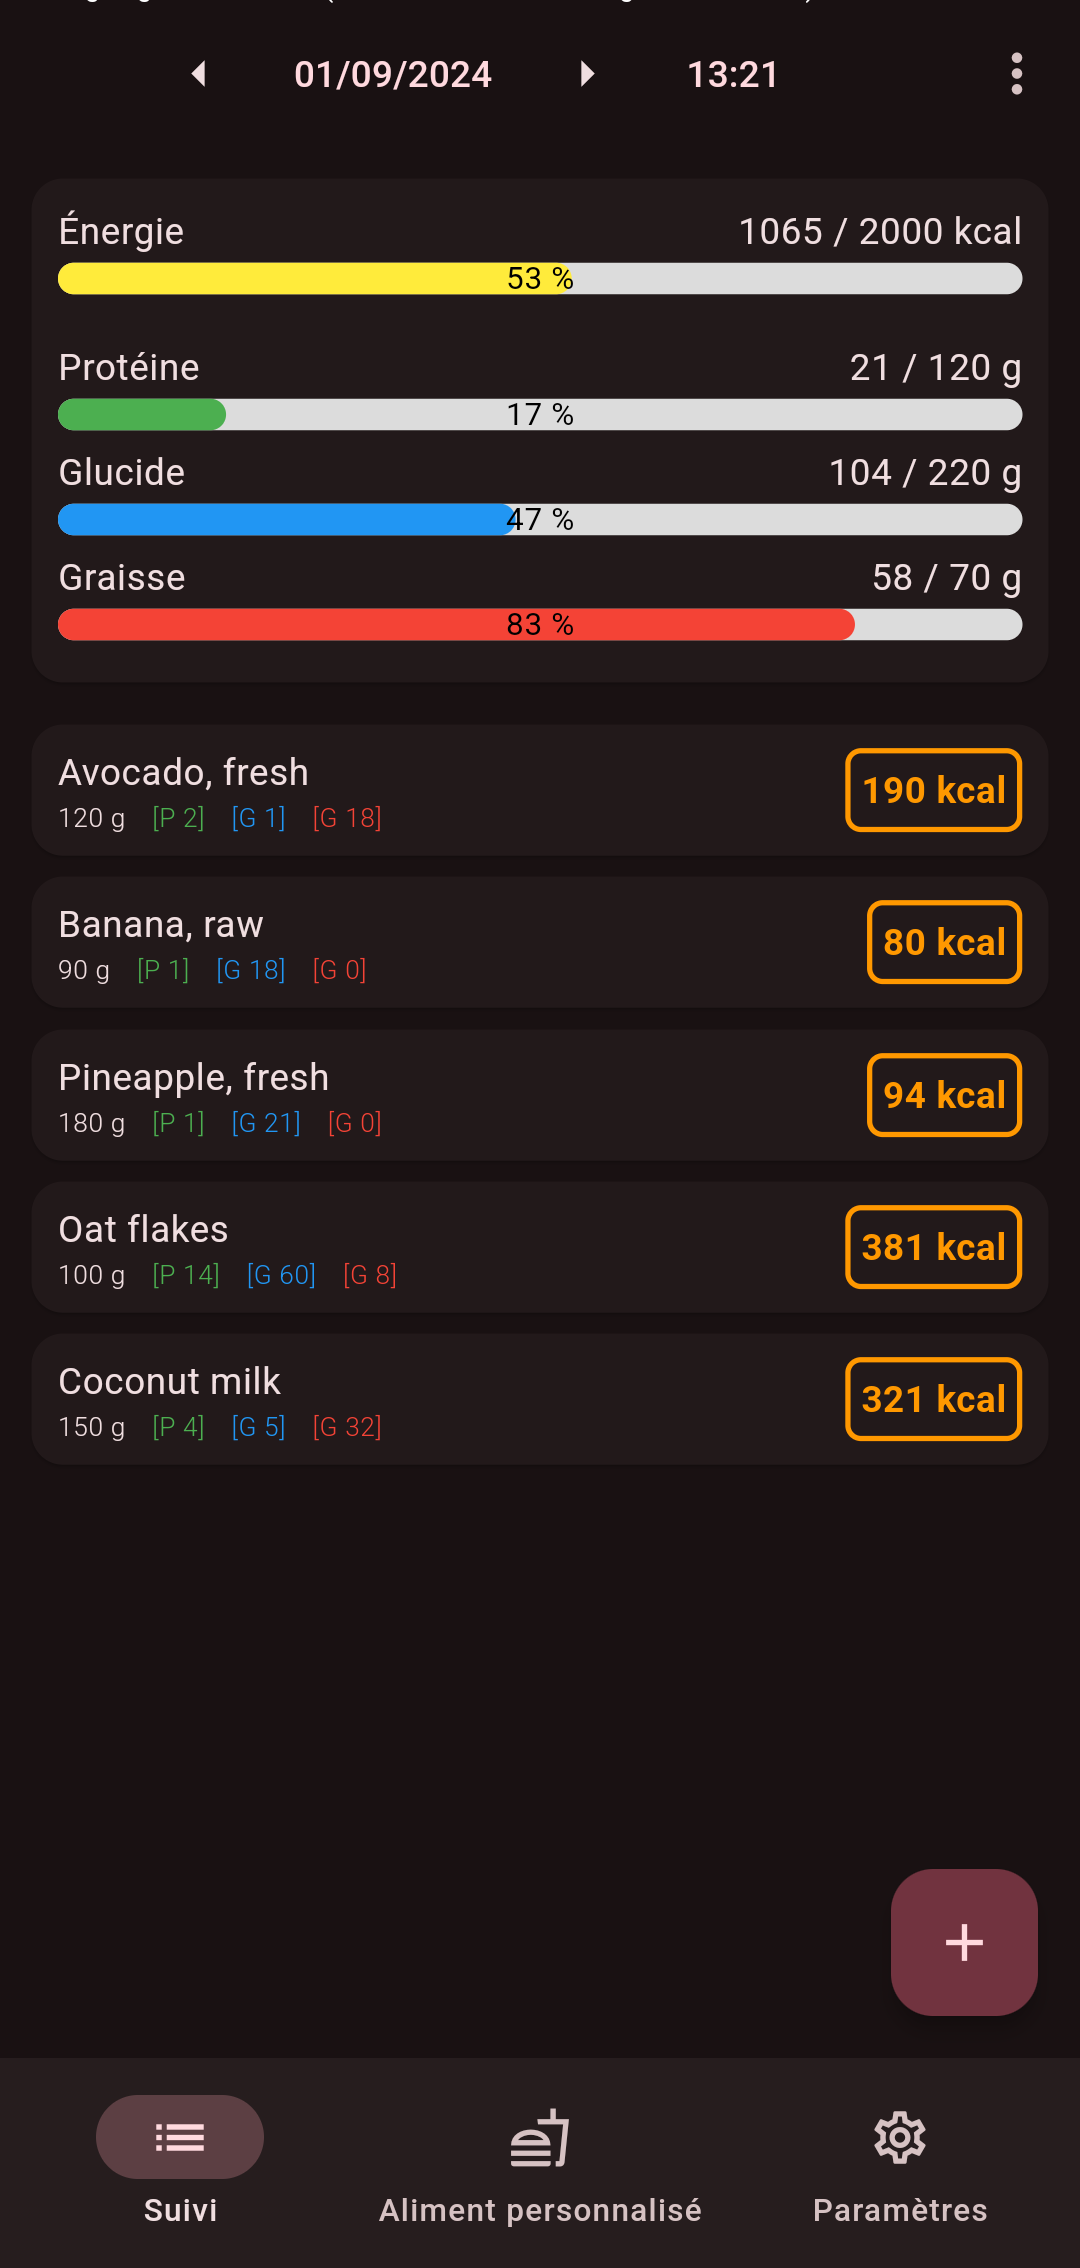 01/09/2024 13:21
Énergie 1065 / 2000 kcal
53 %
Protéine 21 / 120 g
17 %
Glucide 104 / 220 g
47 %
Graisse 58 / 70 g
83 %
Avocado, fresh 190 kcal
120 g [P 2] [G 1] [G 18]
Banana, raw 80 kcal
90 g [P 1] [G 18] [G 0]
Pineapple, fresh 94 kcal
180 g [P 1] [G 21] [G 0]
Oat flakes 381 kcal
100 g [P 14] [G 60] [G 8]
Coconut milk 321 kcal
150 g [P 4] [G 5] [G 32]
Suivi Aliment personnalisé Paramètres